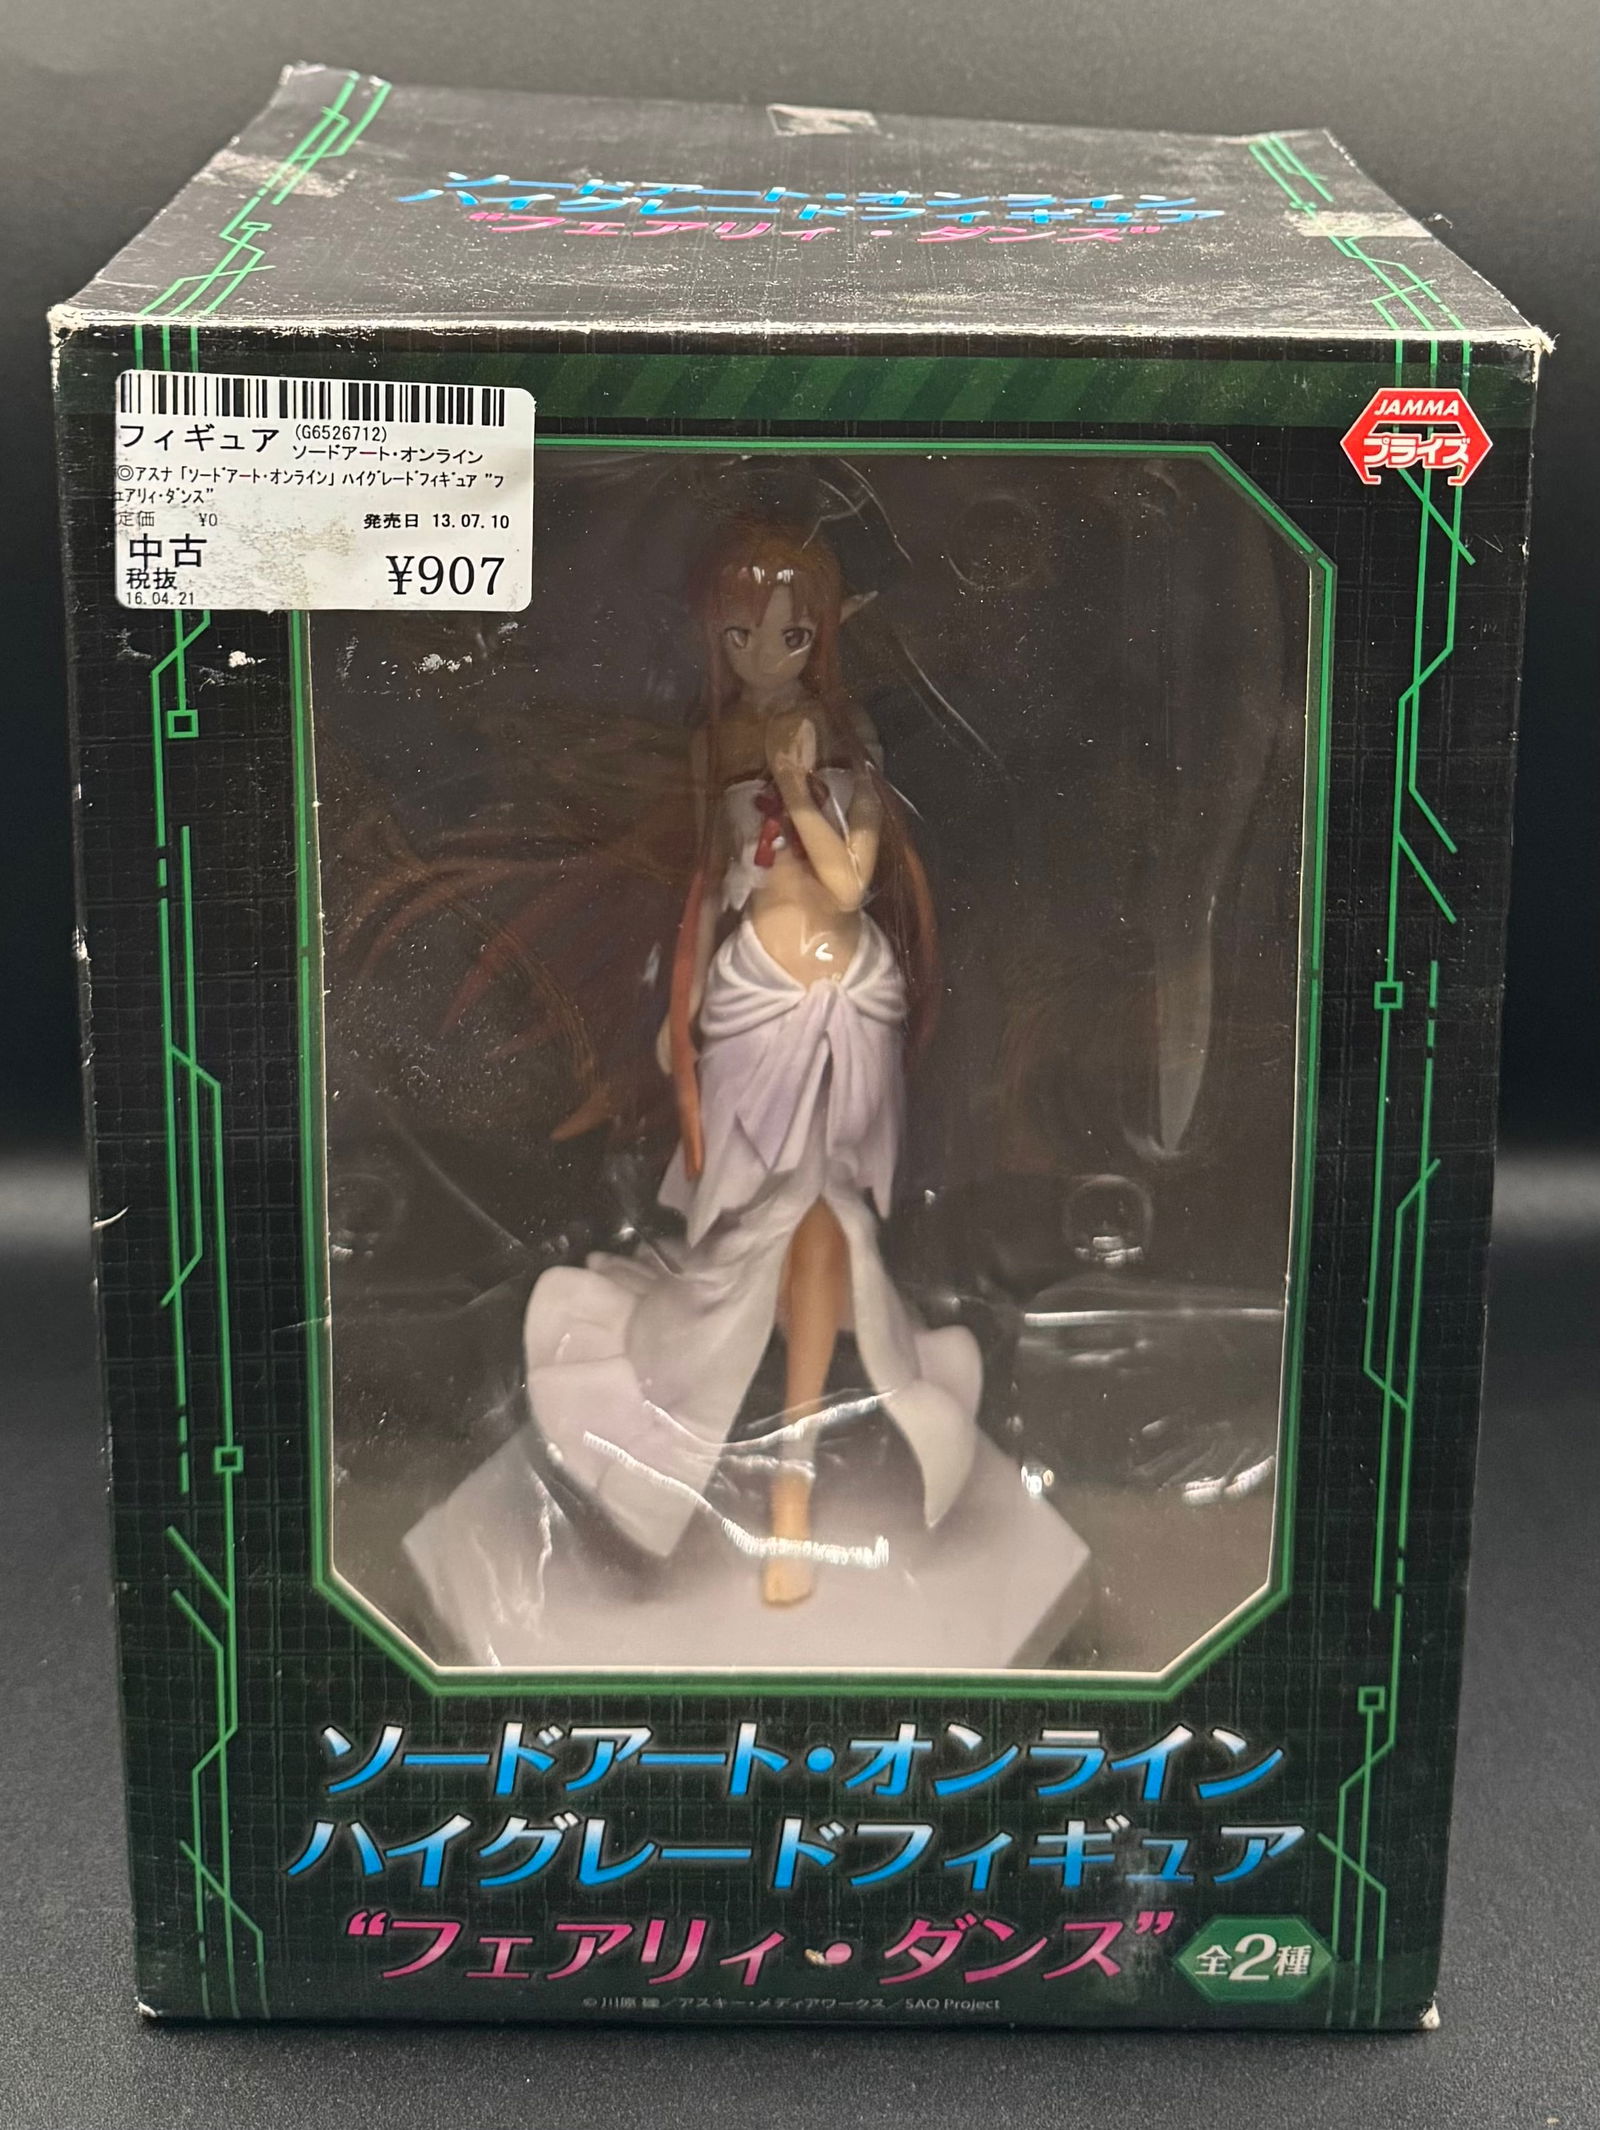 ソードアート・オンライン
ハイグレードフィギュア
“フェアリィ・ダンス”
フィギュア (G6526712)
ソードアート・オンライン
◎アスナ「ソードアート・オンライン」ハイグレードフィギュア "フ
ェアリィ・ダンス"
定価 ¥0 発売日 13.07.10
中古
税抜 ¥907
16.04.21
JAMMA
プライズ
ソードアート・オンライン
ハイグレードフィギュア
“フェアリィ・ダンス”
全2種
©川原 礫／アスキー・メディアワークス／SAO Project